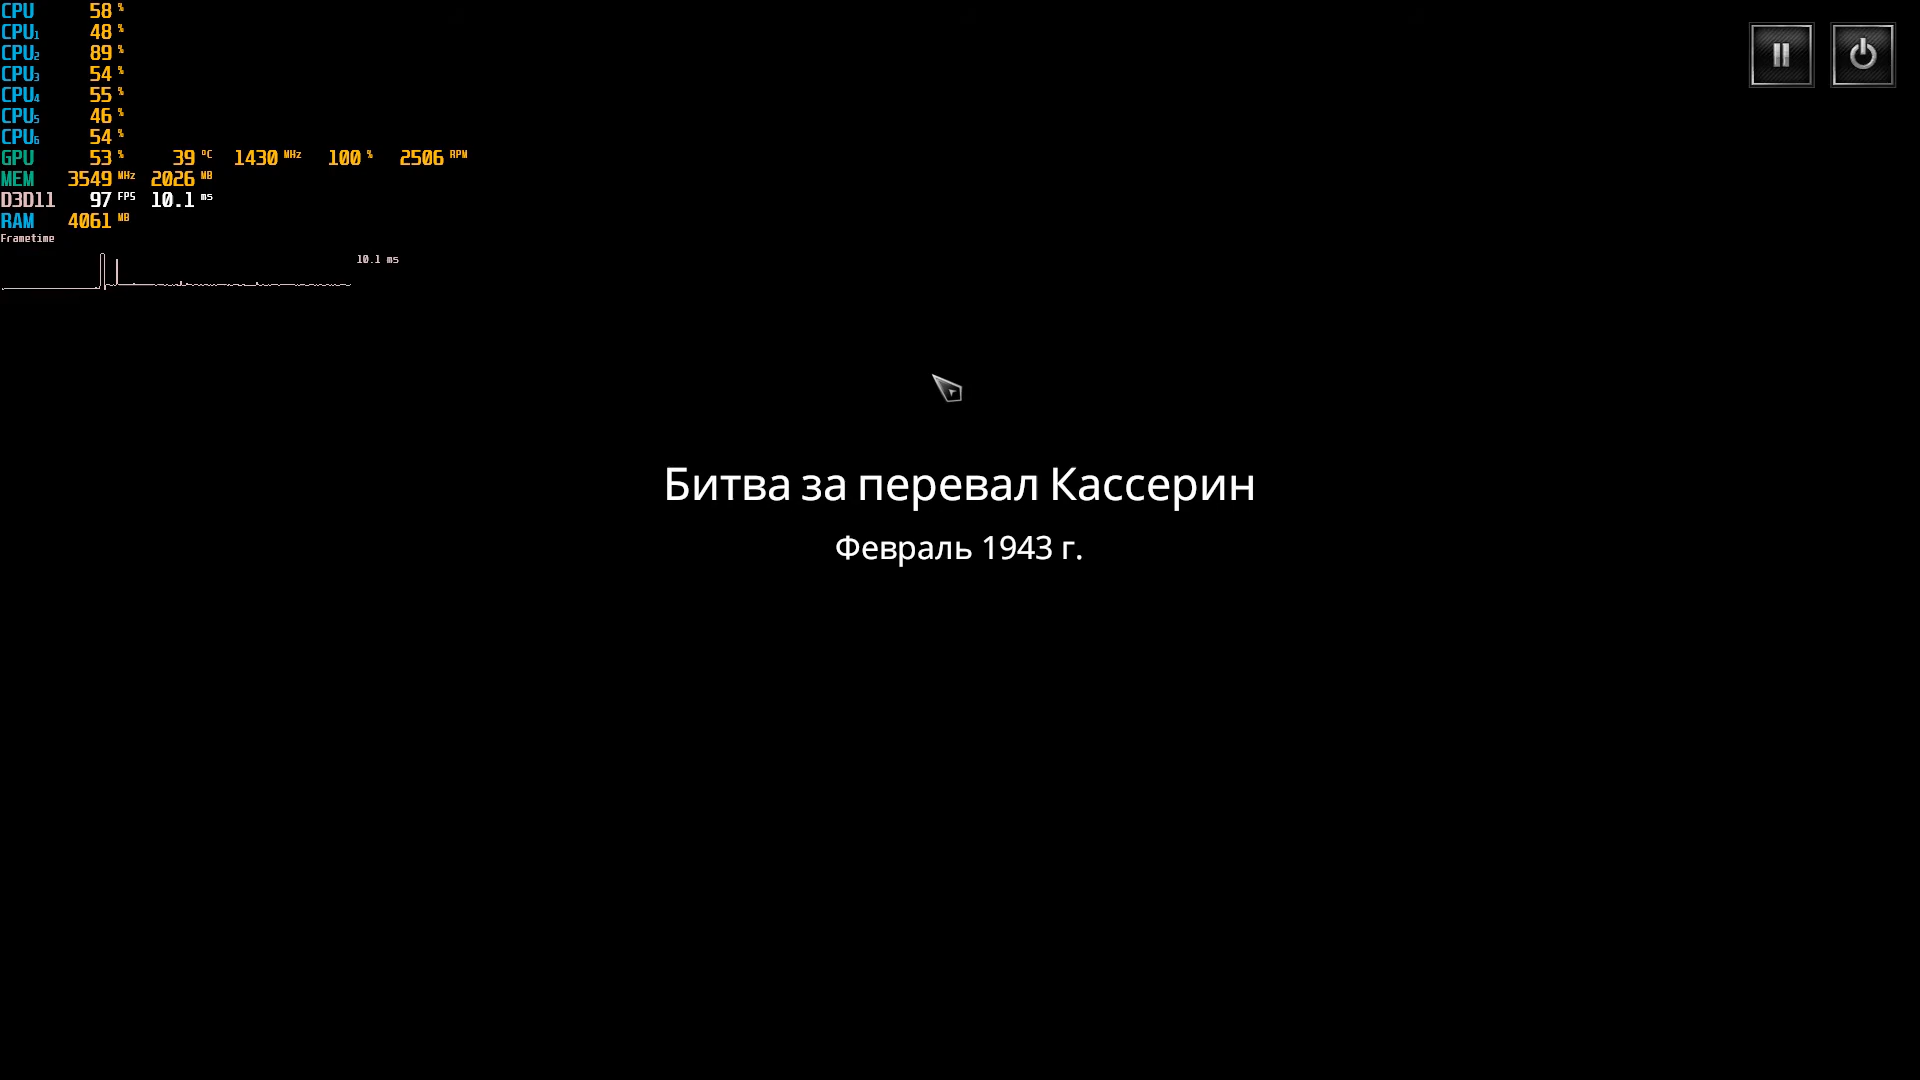 CPU 58 %
CPU1 48 %
CPU2 89 %
CPU3 54 %
CPU4 55 %
CPU5 46 %
CPU6 54 %
GPU 53 % 39 °C 1430 MHz 100 % 2506 RPM
MEM 3549 MHz 2026 MB
D3D11 97 FPS 10.1 ms
RAM 4061 MB
Frametime
10.1 ms
Битва за перевал Кассерин
Февраль 1943 г.